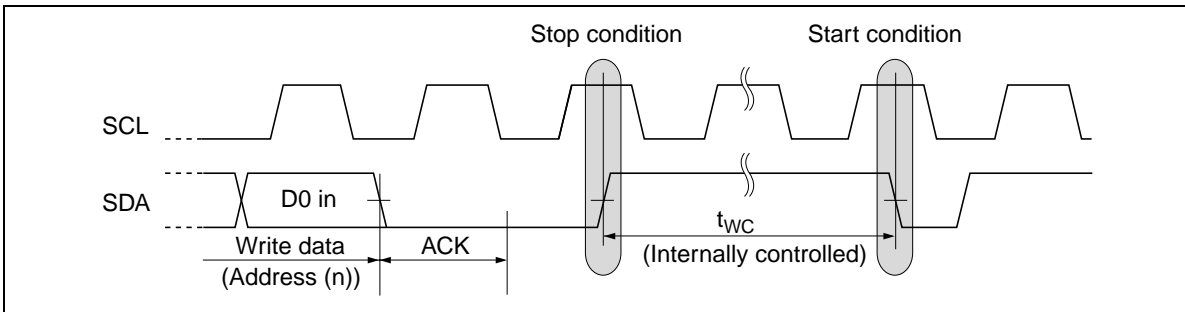 Stop condition
Start condition
SCL
SDA
D0 in
Write data
(Address (n))
ACK
tWC
(Internally controlled)